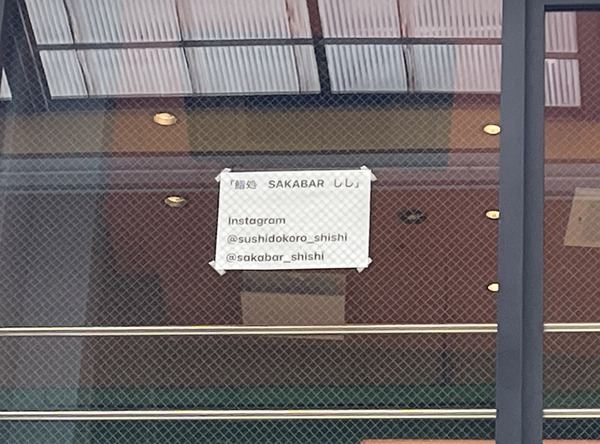 「鮨処 SAKABAR しし」
Instagram
@sushidokoro_shishi
@sakabar_shishi